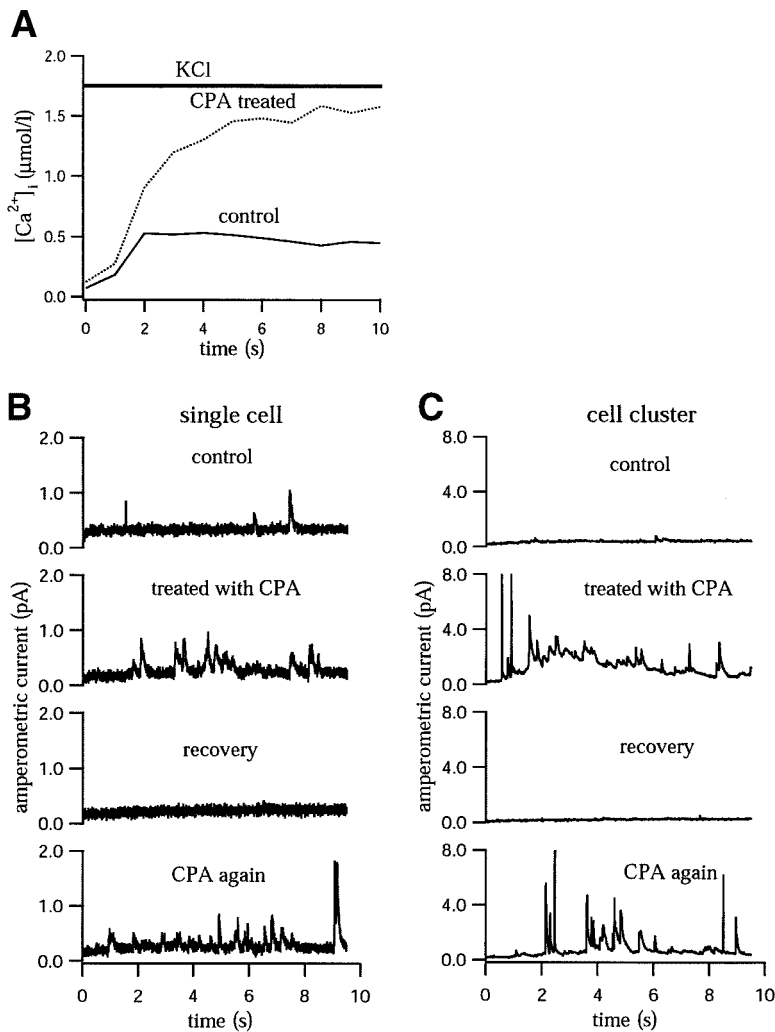 A
2.0
1.5
1.0
0.5
0.0
[Ca2+]i (μmol/l)
KCl
CPA treated
control
0 2 4 6 8 10
time (s)
B
single cell
amperometric current (pA)
2.0
1.0
0.0
control
2.0
1.0
0.0
treated with CPA
2.0
1.0
0.0
recovery
2.0
1.0
0.0
CPA again
0 2 4 6 8 10
time (s)
C
cell cluster
amperometric current (pA)
8.0
4.0
0.0
control
8.0
4.0
0.0
treated with CPA
8.0
4.0
0.0
recovery
8.0
4.0
0.0
CPA again
0 2 4 6 8 10
time (s)